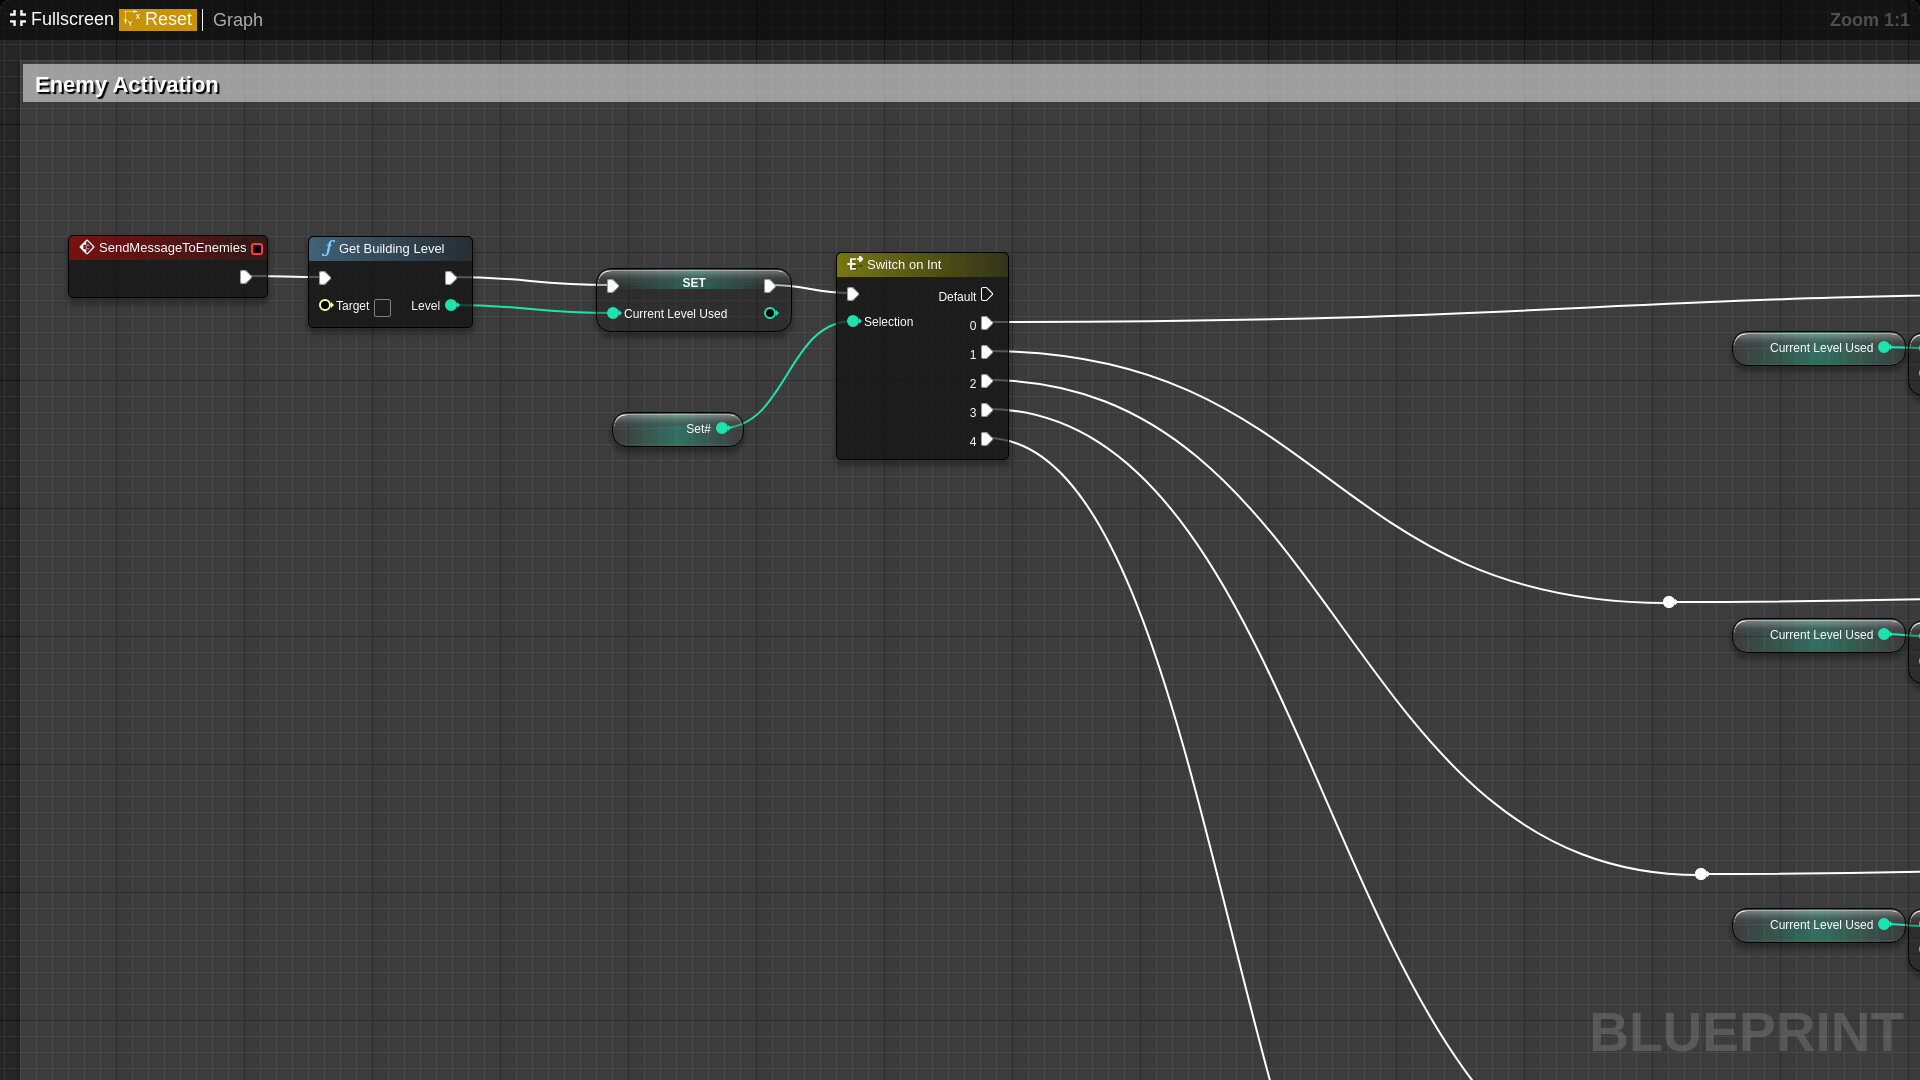 Fullscreen Reset Graph Zoom 1:1
Enemy Activation
SendMessageToEnemies
Get Building Level
Target Level
SET
Current Level Used
Set#
Switch on Int
Default
Selection
0
1
2
3
4
Current Level Used
Current Level Used
Current Level Used
BLUEPRINT